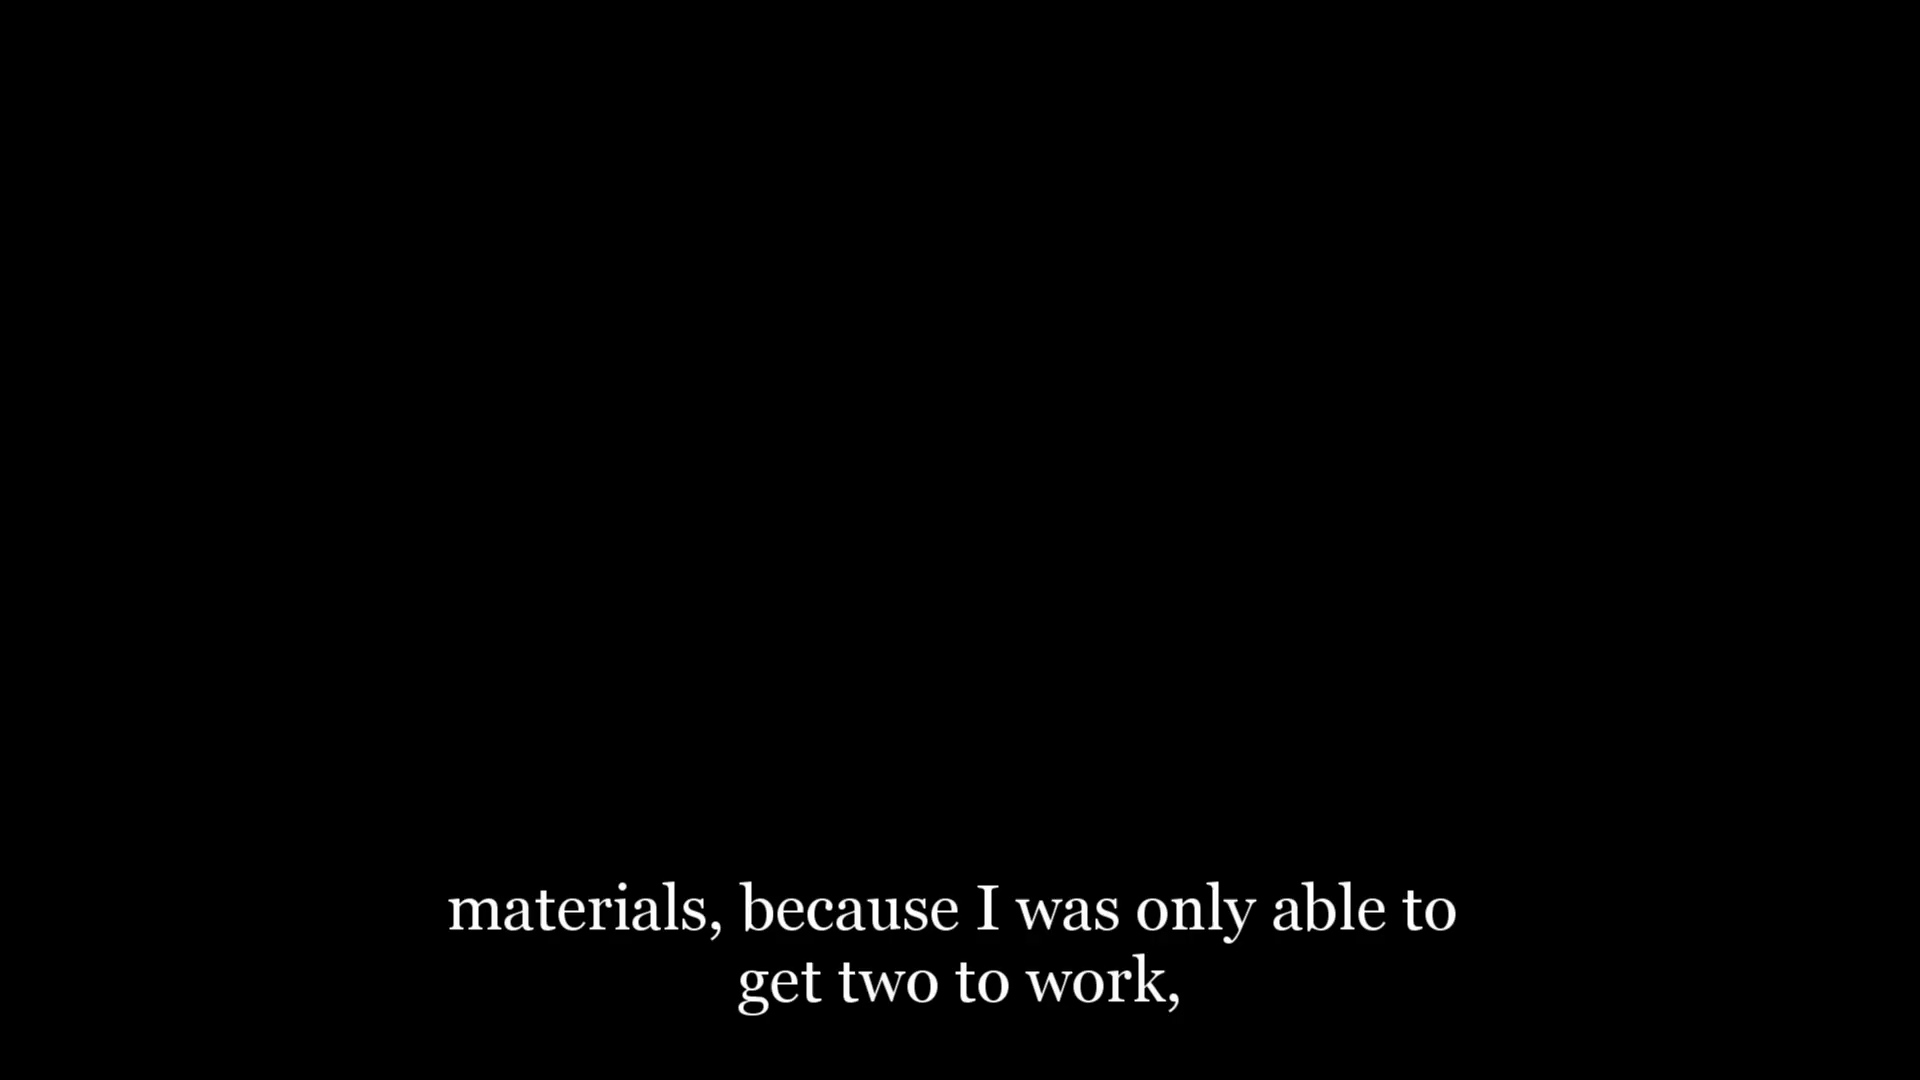 materials, because I was only able to
get two to work,